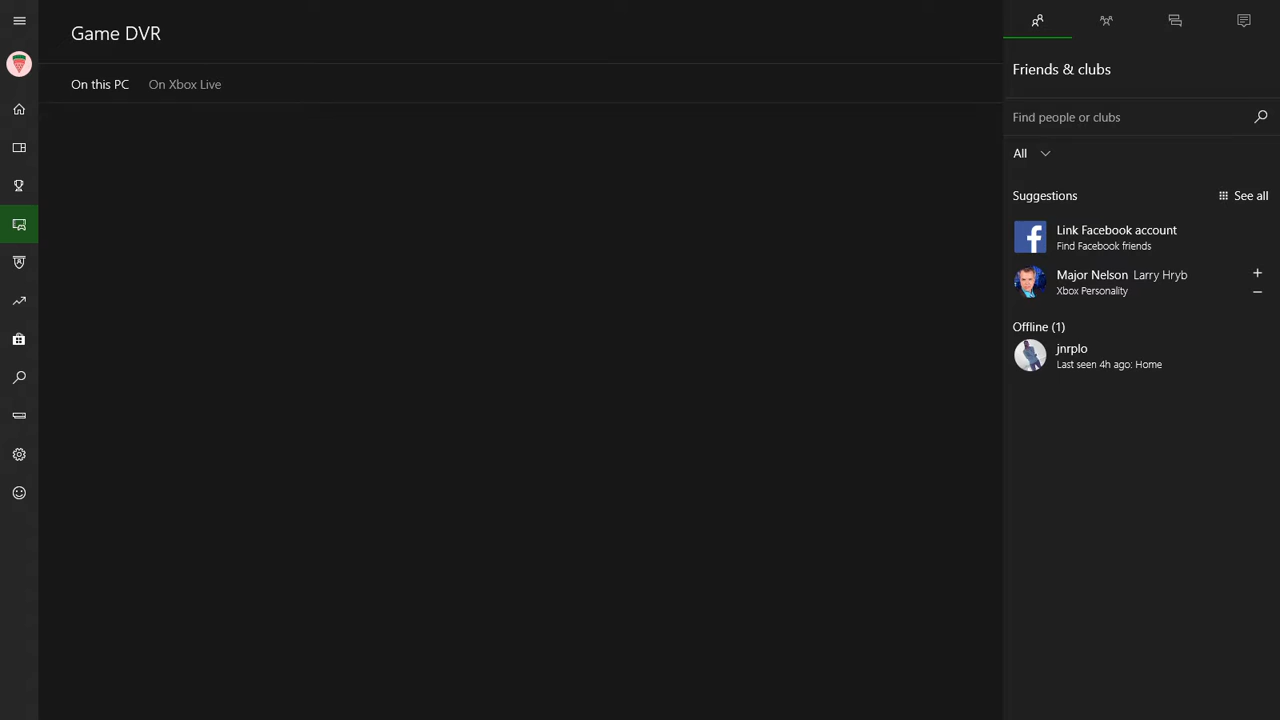 Game DVR
On this PC
On Xbox Live
Friends & clubs
Find people or clubs
All
Suggestions
See all
Link Facebook account
Find Facebook friends
Major Nelson Larry Hryb
Xbox Personality
Offline (1)
jnrplo
Last seen 4h ago: Home